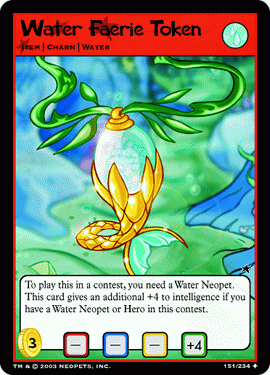 Water Faerie Token
Item | Charm | Water
To play this in a contest, you need a Water Neopet.
This card gives an additional +4 to intelligence if you
have a Water Neopet or Hero in this contest.
3 – – – +4
TM & © 2003 NEOPETS, INC. 151/234